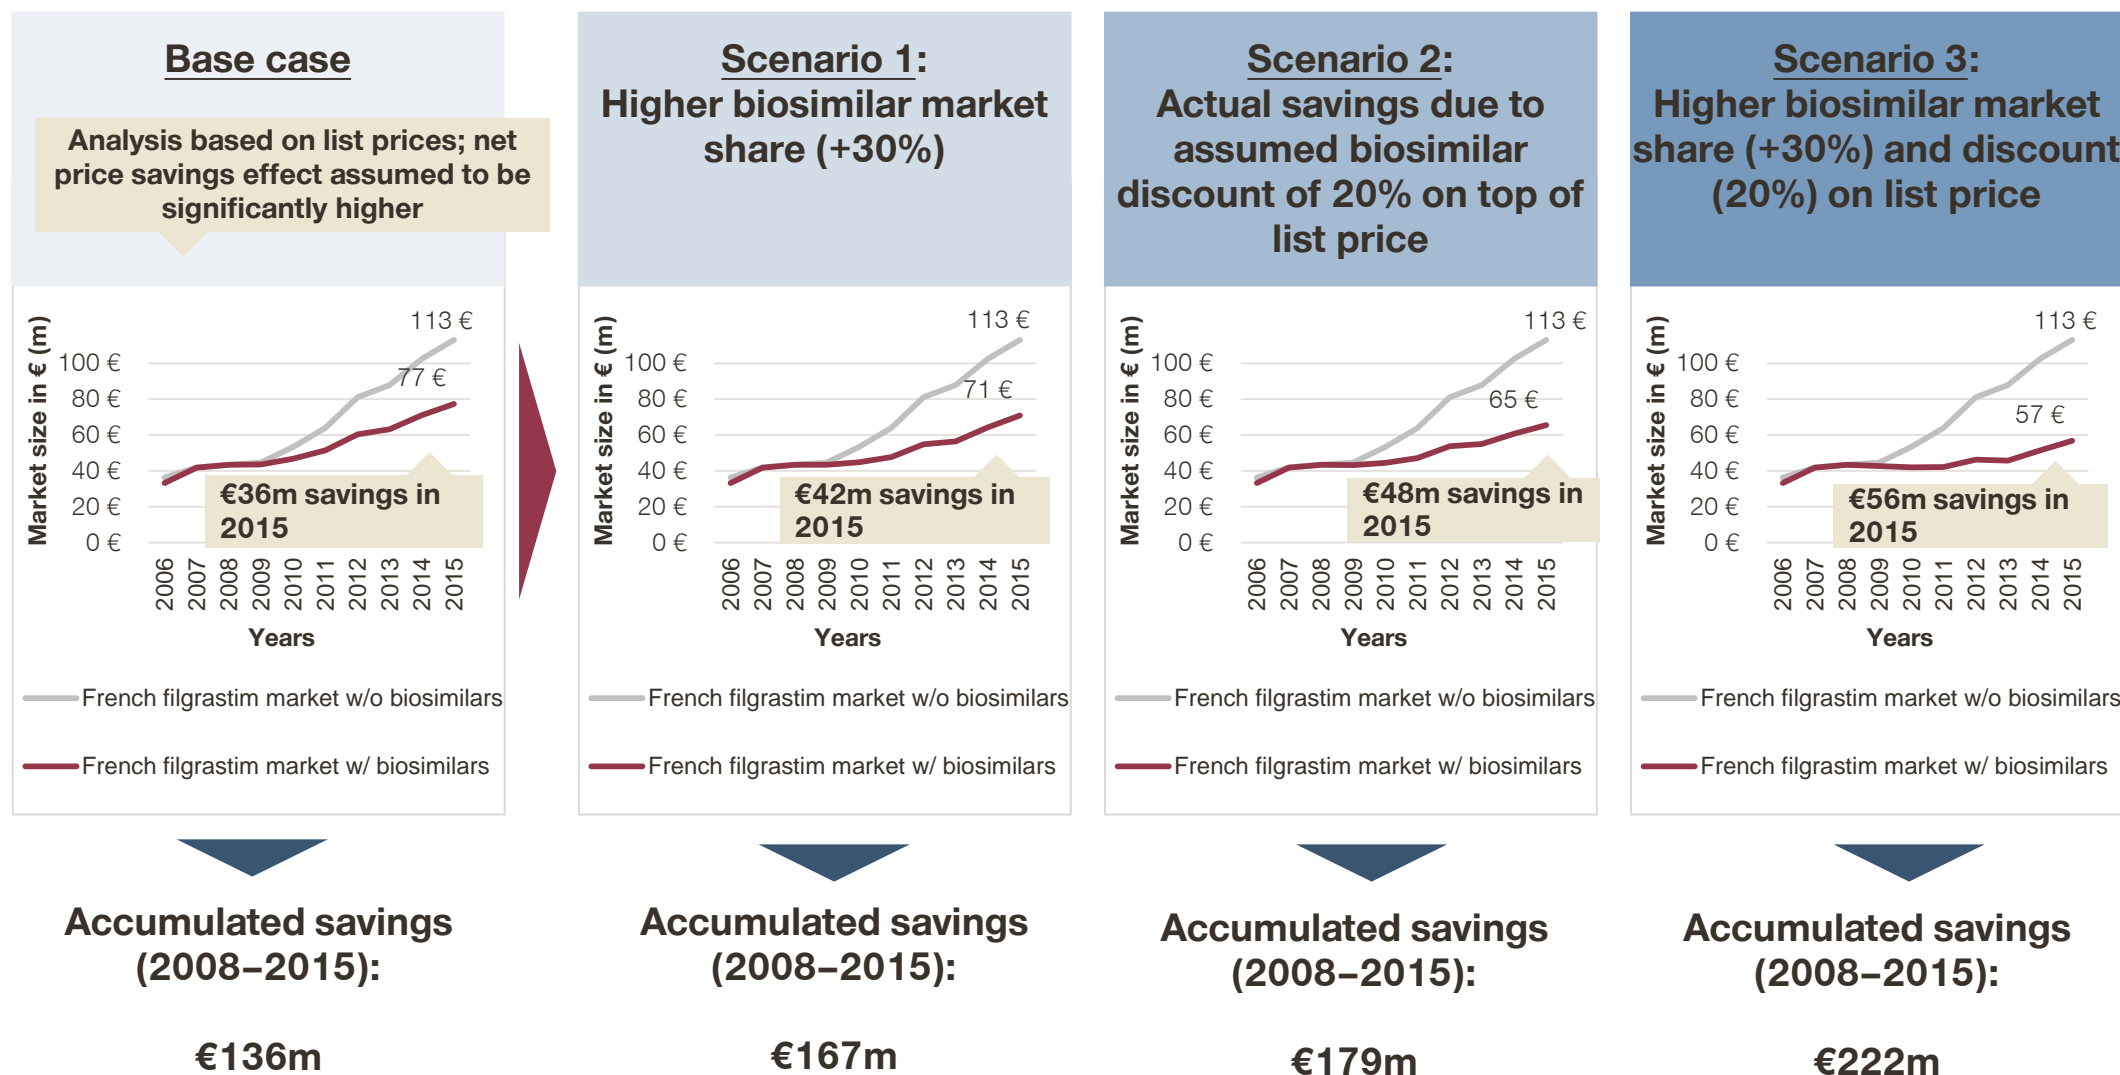 Base case
Analysis based on list prices; net
price savings effect assumed to be
significantly higher
Market size in € (m)
113 €
77 €
100 €
80 €
60 €
40 €
20 €
0 €
€36m savings in
2015
2006
2007
2008
2009
2010
2011
2012
2013
2014
2015
Years
French filgrastim market w/o biosimilars
French filgrastim market w/ biosimilars
Accumulated savings
(2008–2015):
€136m
Scenario 1:
Higher biosimilar market
share (+30%)
Market size in € (m)
113 €
71 €
100 €
80 €
60 €
40 €
20 €
0 €
€42m savings in
2015
2006
2007
2008
2009
2010
2011
2012
2013
2014
2015
Years
French filgrastim market w/o biosimilars
French filgrastim market w/ biosimilars
Accumulated savings
(2008–2015):
€167m
Scenario 2:
Actual savings due to
assumed biosimilar
discount of 20% on top of
list price
Market size in € (m)
113 €
65 €
100 €
80 €
60 €
40 €
20 €
0 €
€48m savings in
2015
2006
2007
2008
2009
2010
2011
2012
2013
2014
2015
Years
French filgrastim market w/o biosimilars
French filgrastim market w/ biosimilars
Accumulated savings
(2008–2015):
€179m
Scenario 3:
Higher biosimilar market
share (+30%) and discount
(20%) on list price
Market size in € (m)
113 €
57 €
100 €
80 €
60 €
40 €
20 €
0 €
€56m savings in
2015
2006
2007
2008
2009
2010
2011
2012
2013
2014
2015
Years
French filgrastim market w/o biosimilars
French filgrastim market w/ biosimilars
Accumulated savings
(2008–2015):
€222m